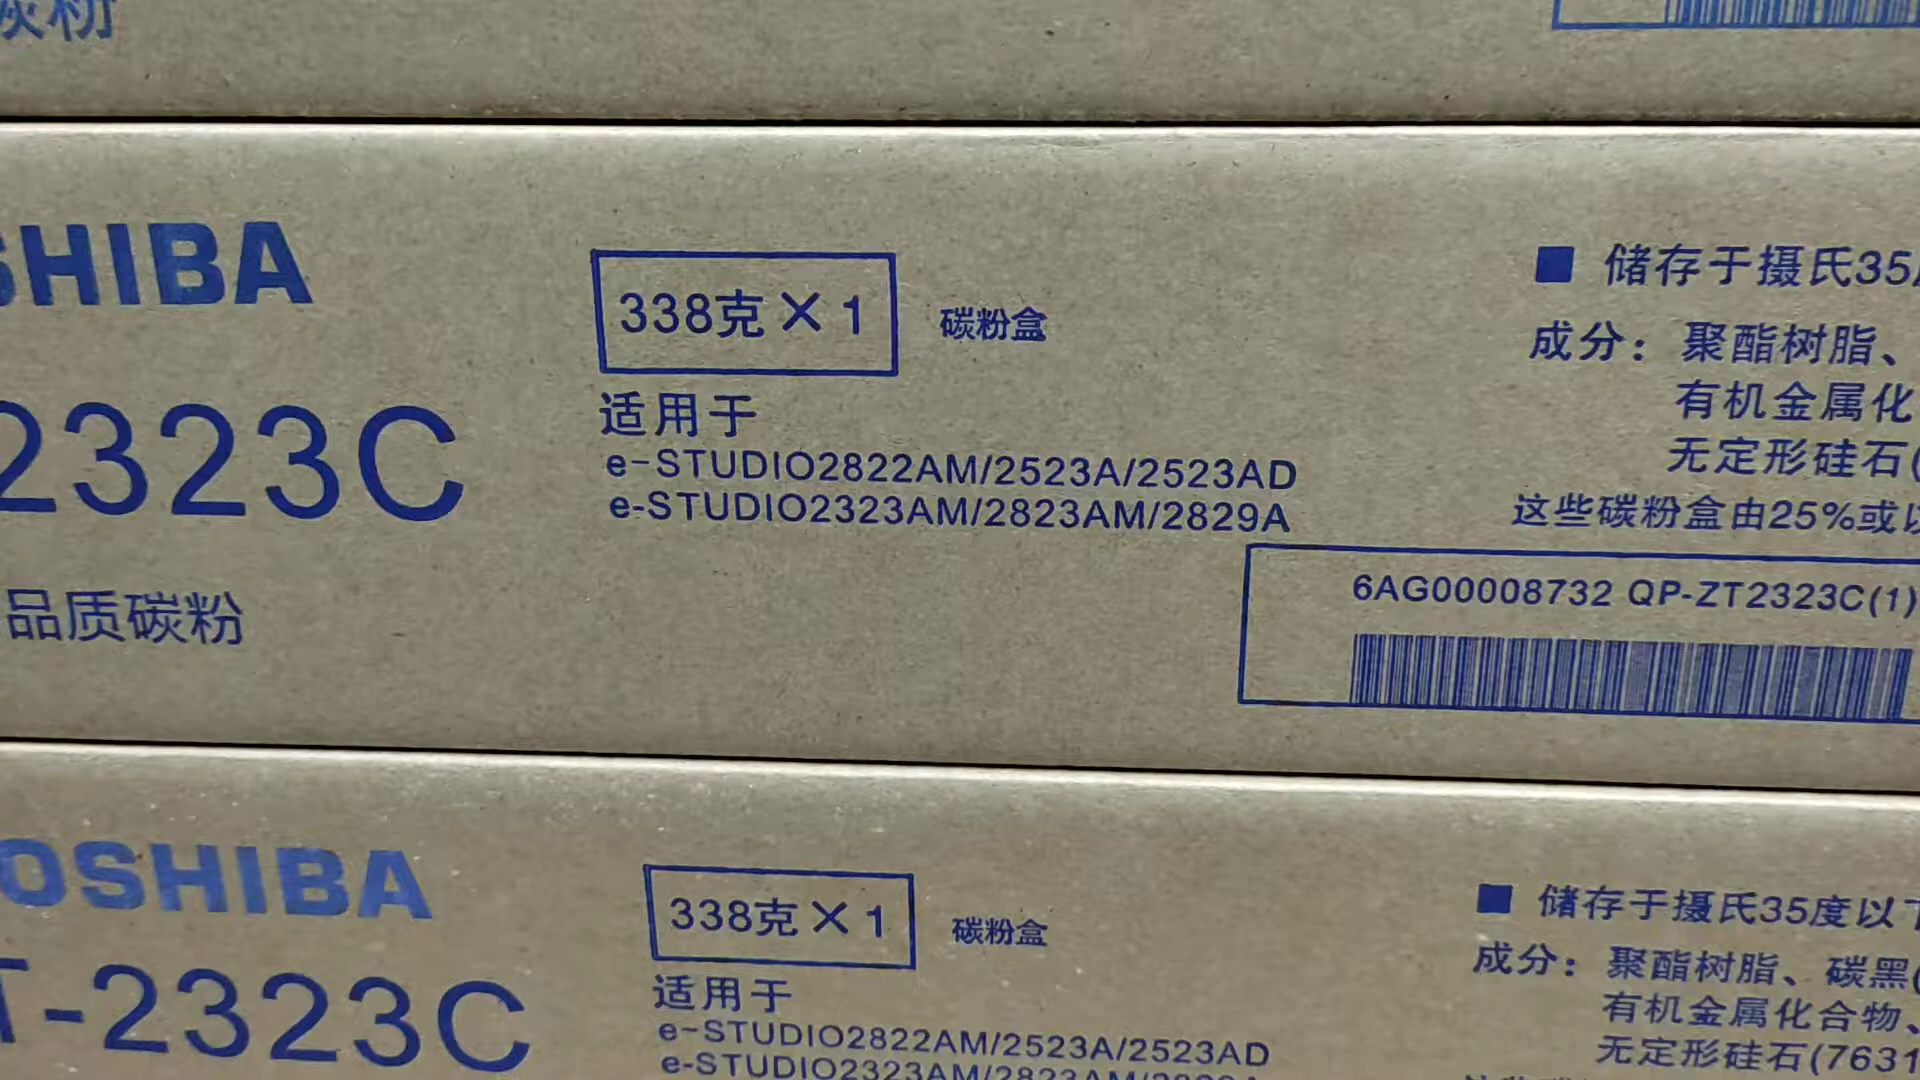 碳粉
SHIBA
2323C
品质碳粉
338克×1 碳粉盒
适用于
e-STUDIO2822AM/2523A/2523AD
e-STUDIO2323AM/2823AM/2829A
■ 储存于摄氏35
成分：聚酯树脂、
有机金属化
无定形硅石(
这些碳粉盒由25%或以
6AG00008732 QP-ZT2323C(1)
OSHIBA
T-2323C
338克×1 碳粉盒
适用于
e-STUDIO2822AM/2523A/2523AD
e-STUDIO2323AM/2823AM/2829A
■ 储存于摄氏35度以下
成分：聚酯树脂、碳黑(
有机金属化合物、
无定形硅石(7631